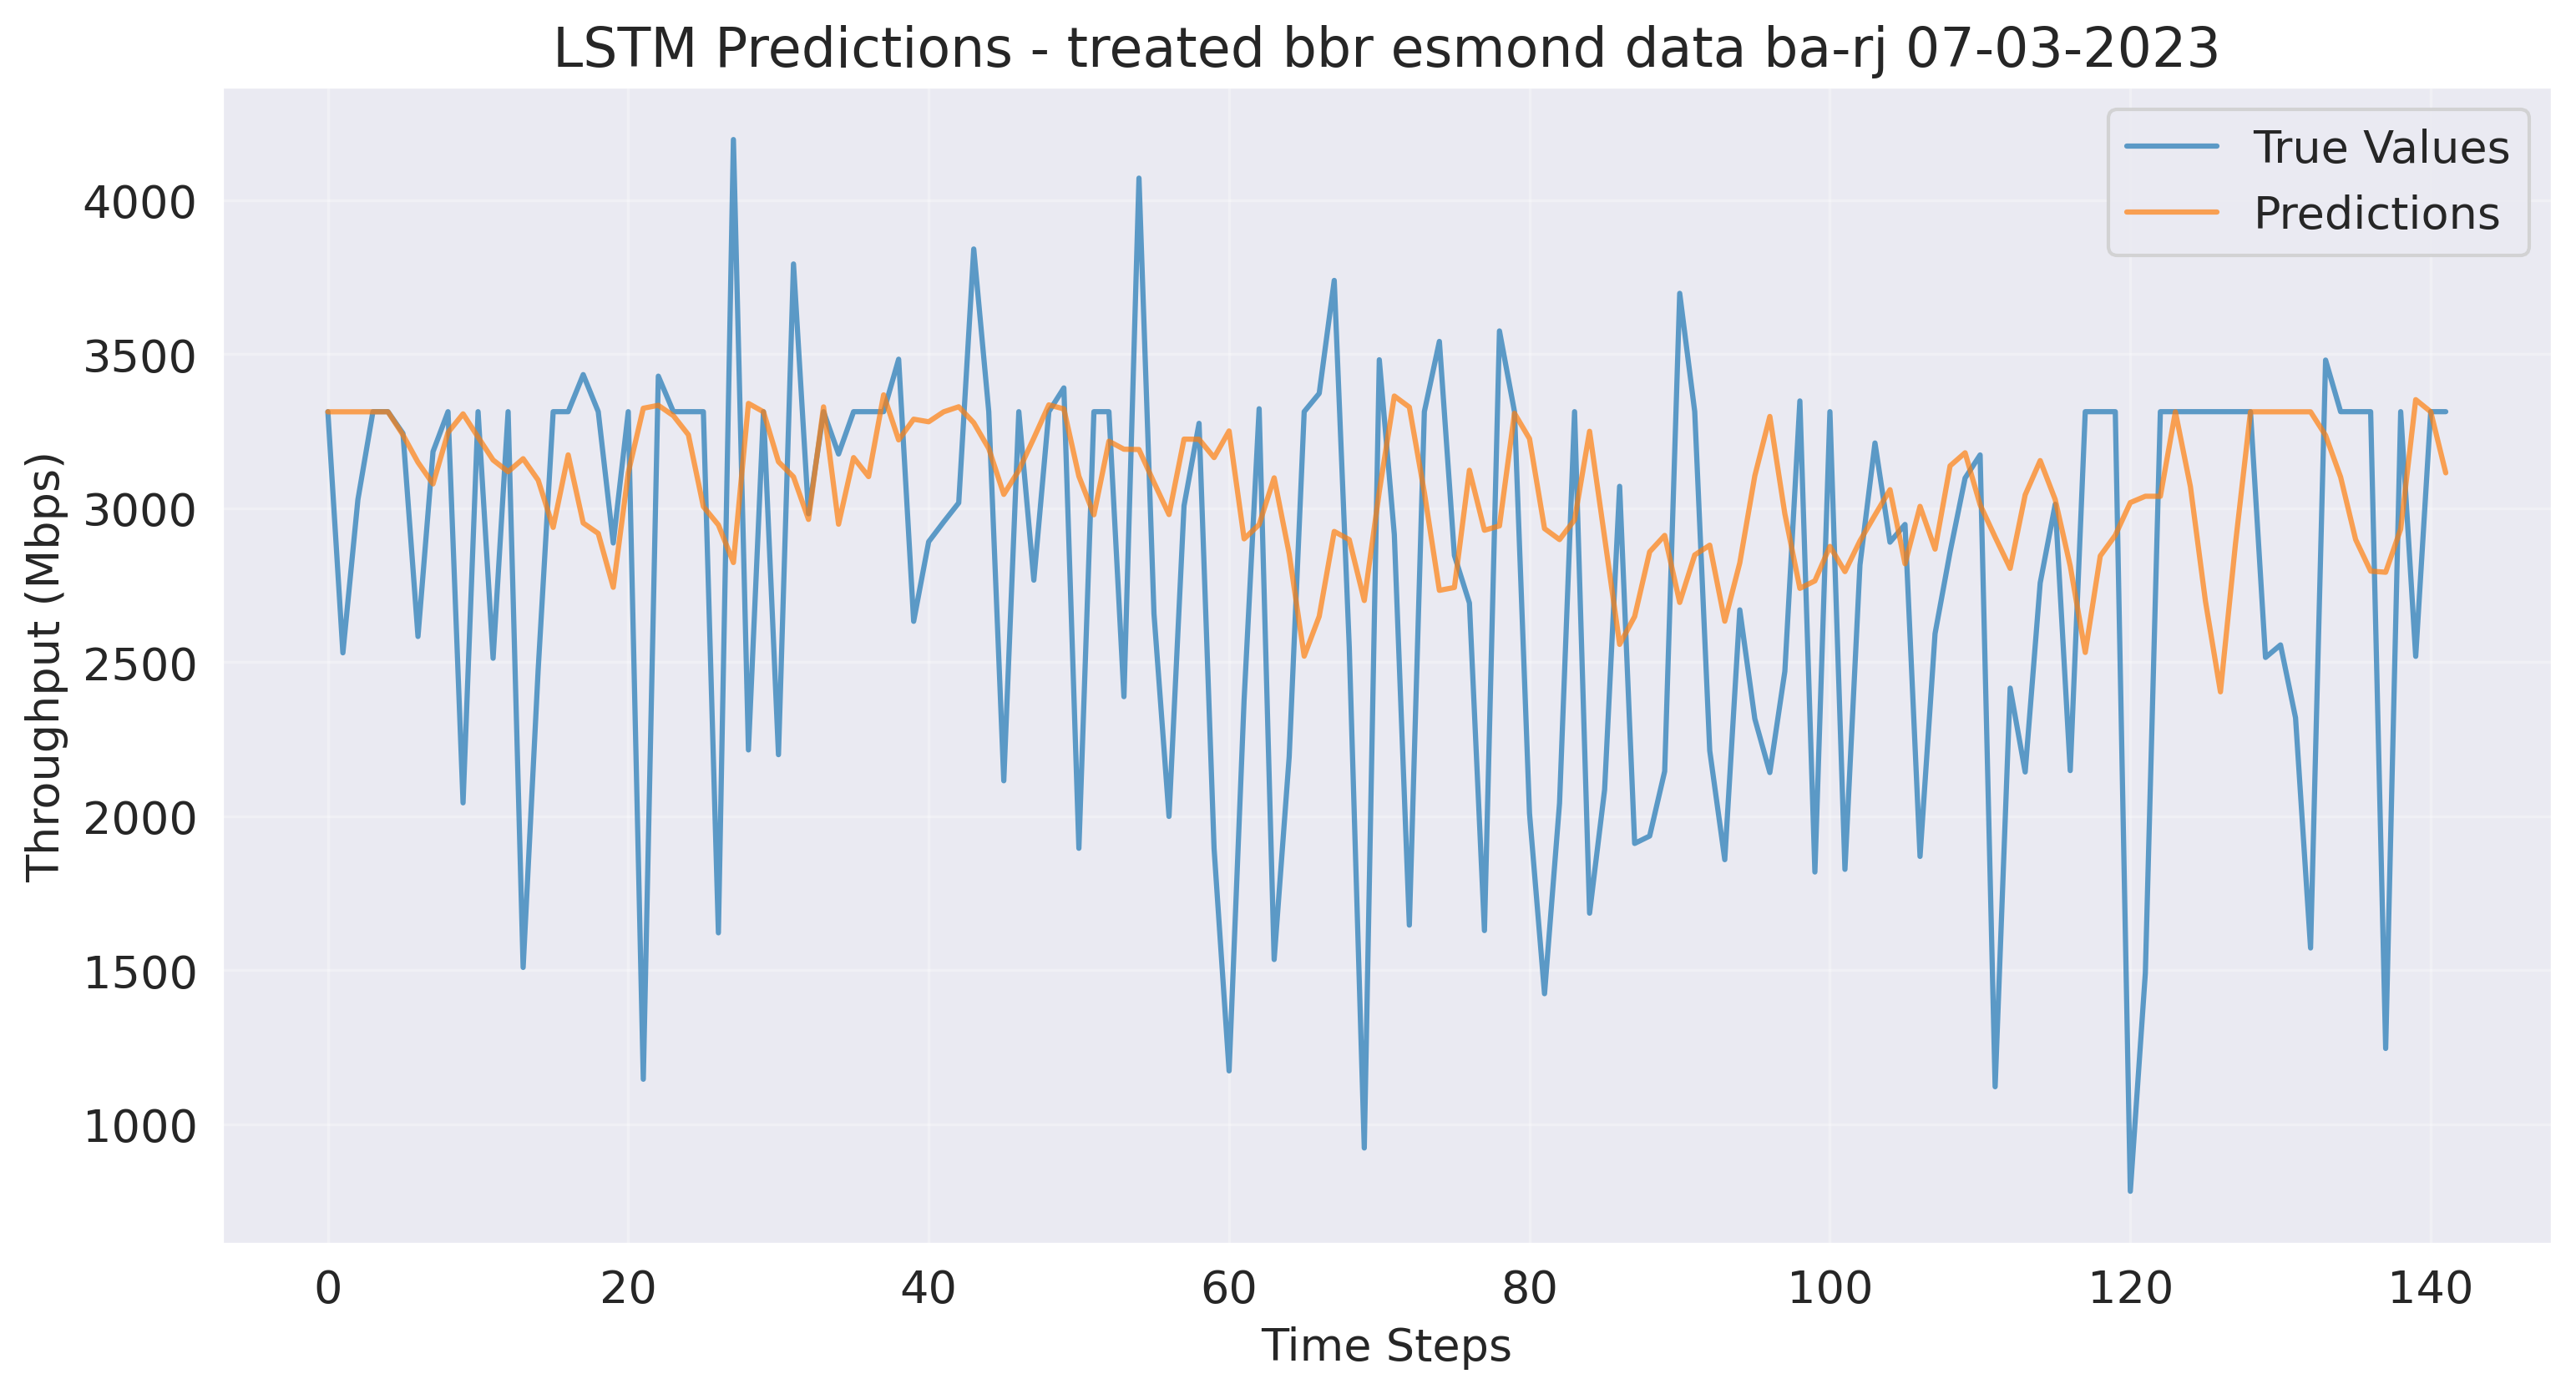 LSTM Predictions - treated bbr esmond data ba-rj 07-03-2023
True Values
Predictions
Throughput (Mbps)
4000
3500
3000
2500
2000
1500
1000
0 20 40 60 80 100 120 140
Time Steps